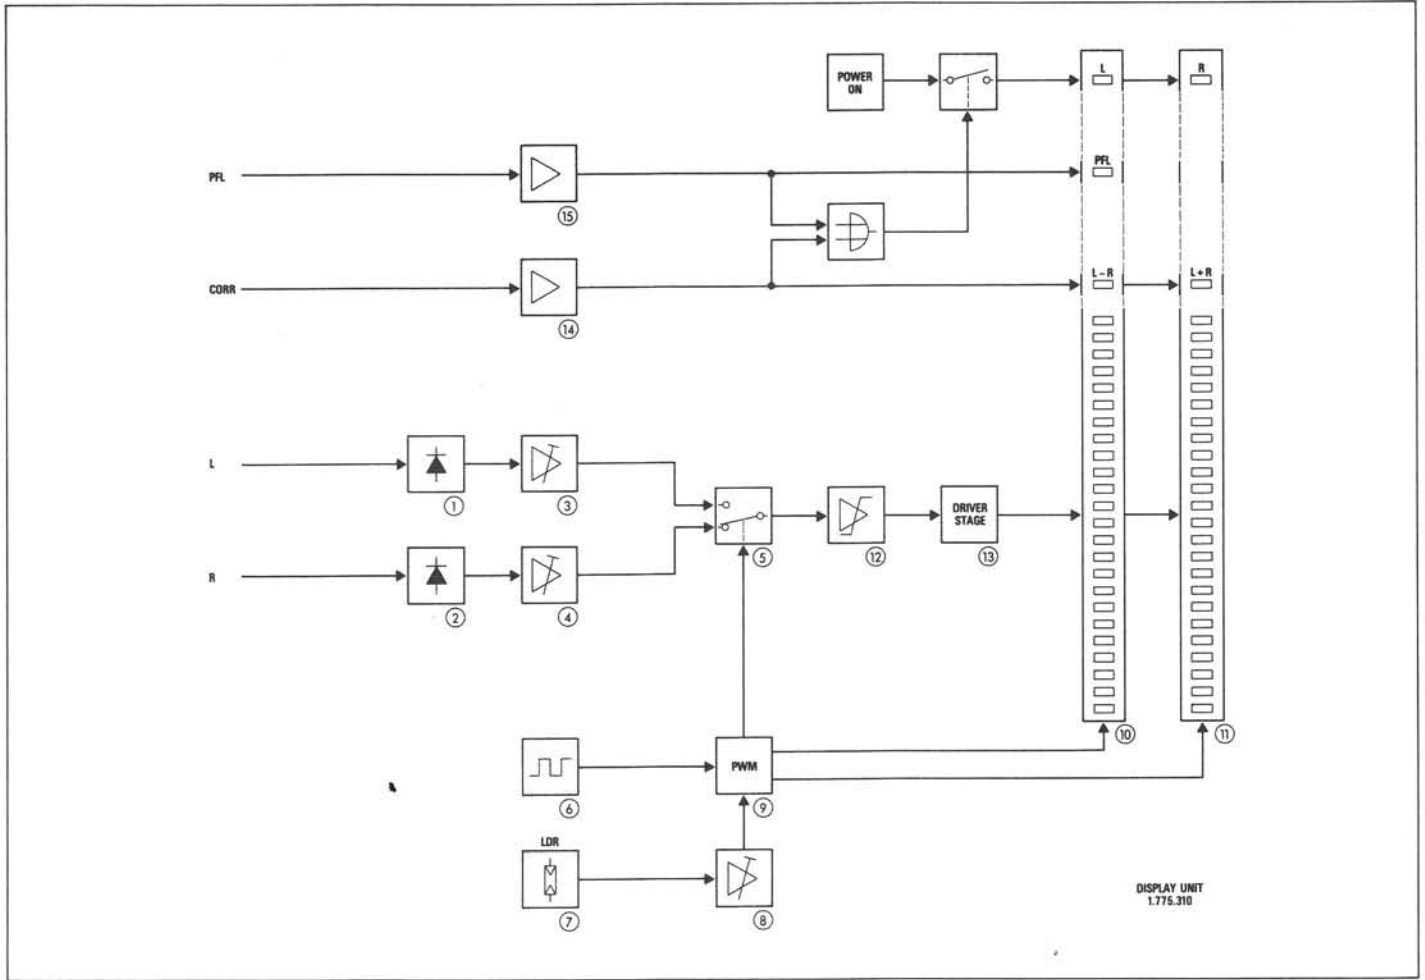 POWER
ON
L
R
PFL
PFL
15
CORR
L – R
L + R
14
L
1
3
R
2
4
5
12
DRIVER
STAGE
13
10
11
6
PWM
9
LDR
7
8
DISPLAY UNIT
1.775.310